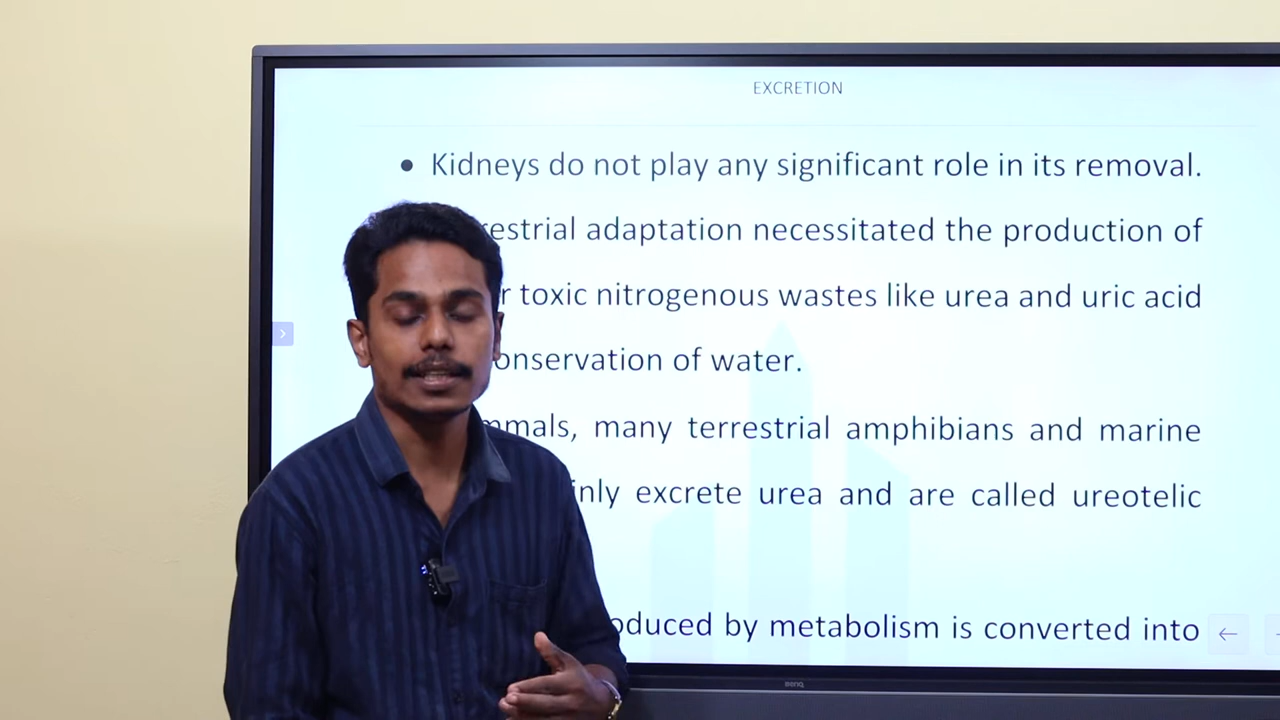 EXCRETION
• Kidneys do not play any significant role in its removal.
restrial adaptation necessitated the production of
r toxic nitrogenous wastes like urea and uric acid
onservation of water.
mmals, many terrestrial amphibians and marine
inly excrete urea and are called ureotelic
oduced by metabolism is converted into
BenQ